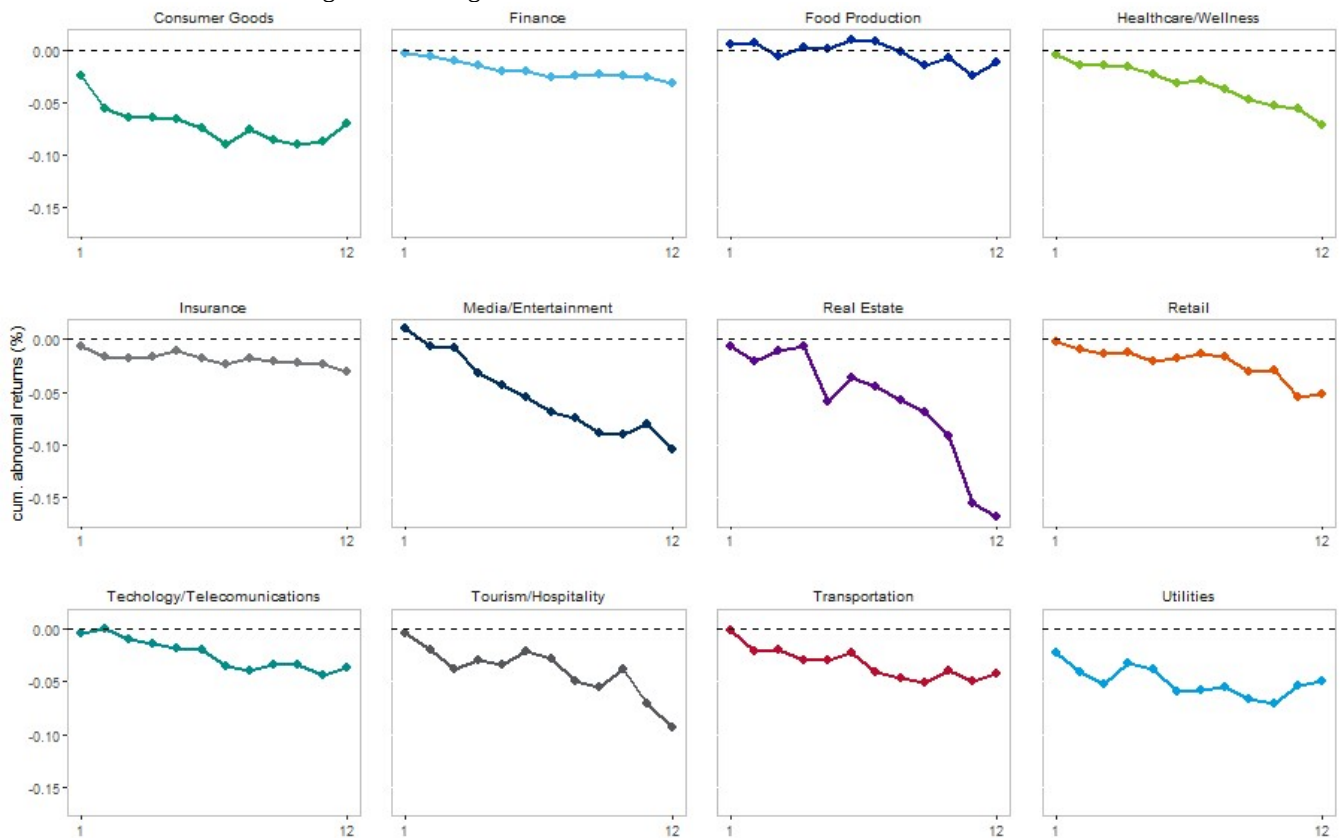 Consumer Goods Finance Food Production Healthcare/Wellness
0.00
-0.05
-0.10
-0.15
1 12 1 12 1 12 1 12
Insurance Media/Entertainment Real Estate Retail
cum. abnormal returns (%)
0.00
-0.05
-0.10
-0.15
1 12 1 12 1 12 1 12
Techology/Telecomunications Tourism/Hospitality Transportation Utilities
0.00
-0.05
-0.10
-0.15
1 12 1 12 1 12 1 12